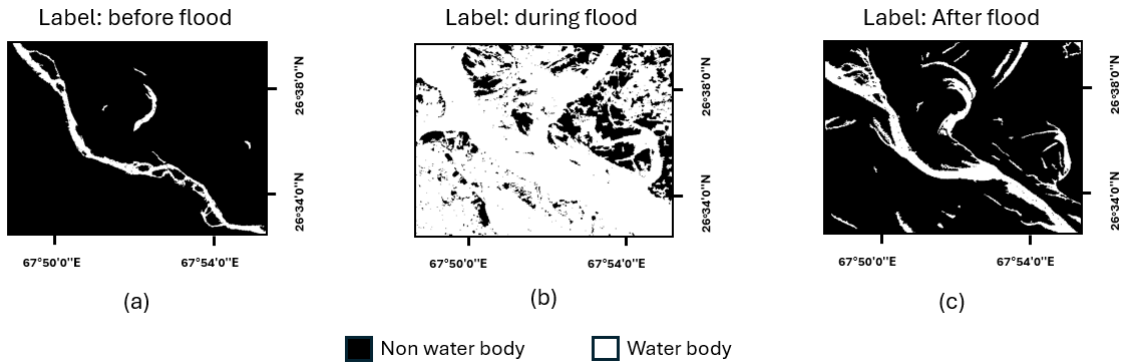 Label: before flood
Label: during flood
Label: After flood
26°38'0"N
26°34'0"N
67°50'0"E
67°54'0"E
26°38'0"N
26°34'0"N
67°50'0"E
67°54'0"E
26°38'0"N
26°34'0"N
67°50'0"E
67°54'0"E
(a)
(b)
(c)
Non water body
Water body